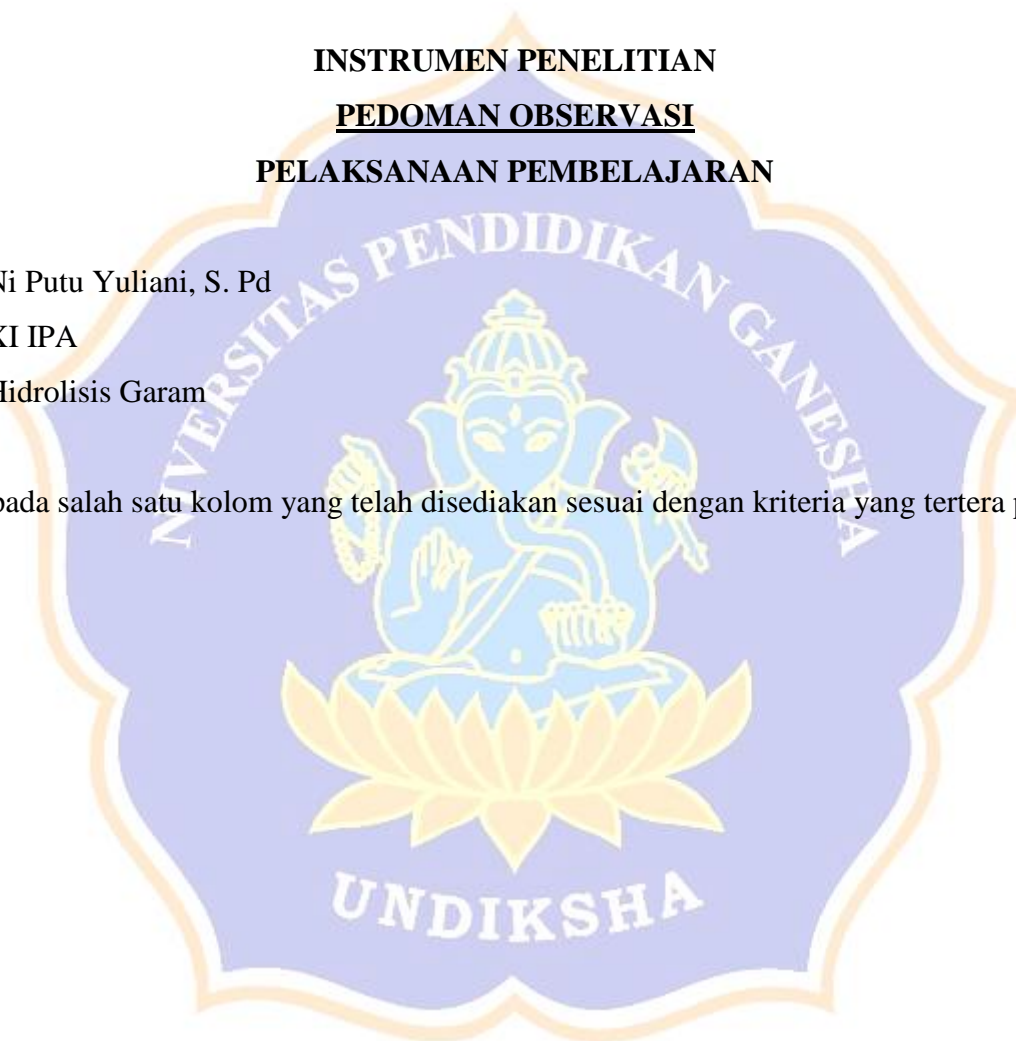 INSTRUMEN PENELITIAN
PEDOMAN OBSERVASI
PELAKSANAAN PEMBELAJARAN
Ni Putu Yuliani, S. Pd
XI IPA
Hidrolisis Garam
pada salah satu kolom yang telah disediakan sesuai dengan kriteria yang tertera
NIVERSITAS PENDIDIKAN GANESHA
UNDIKSHA